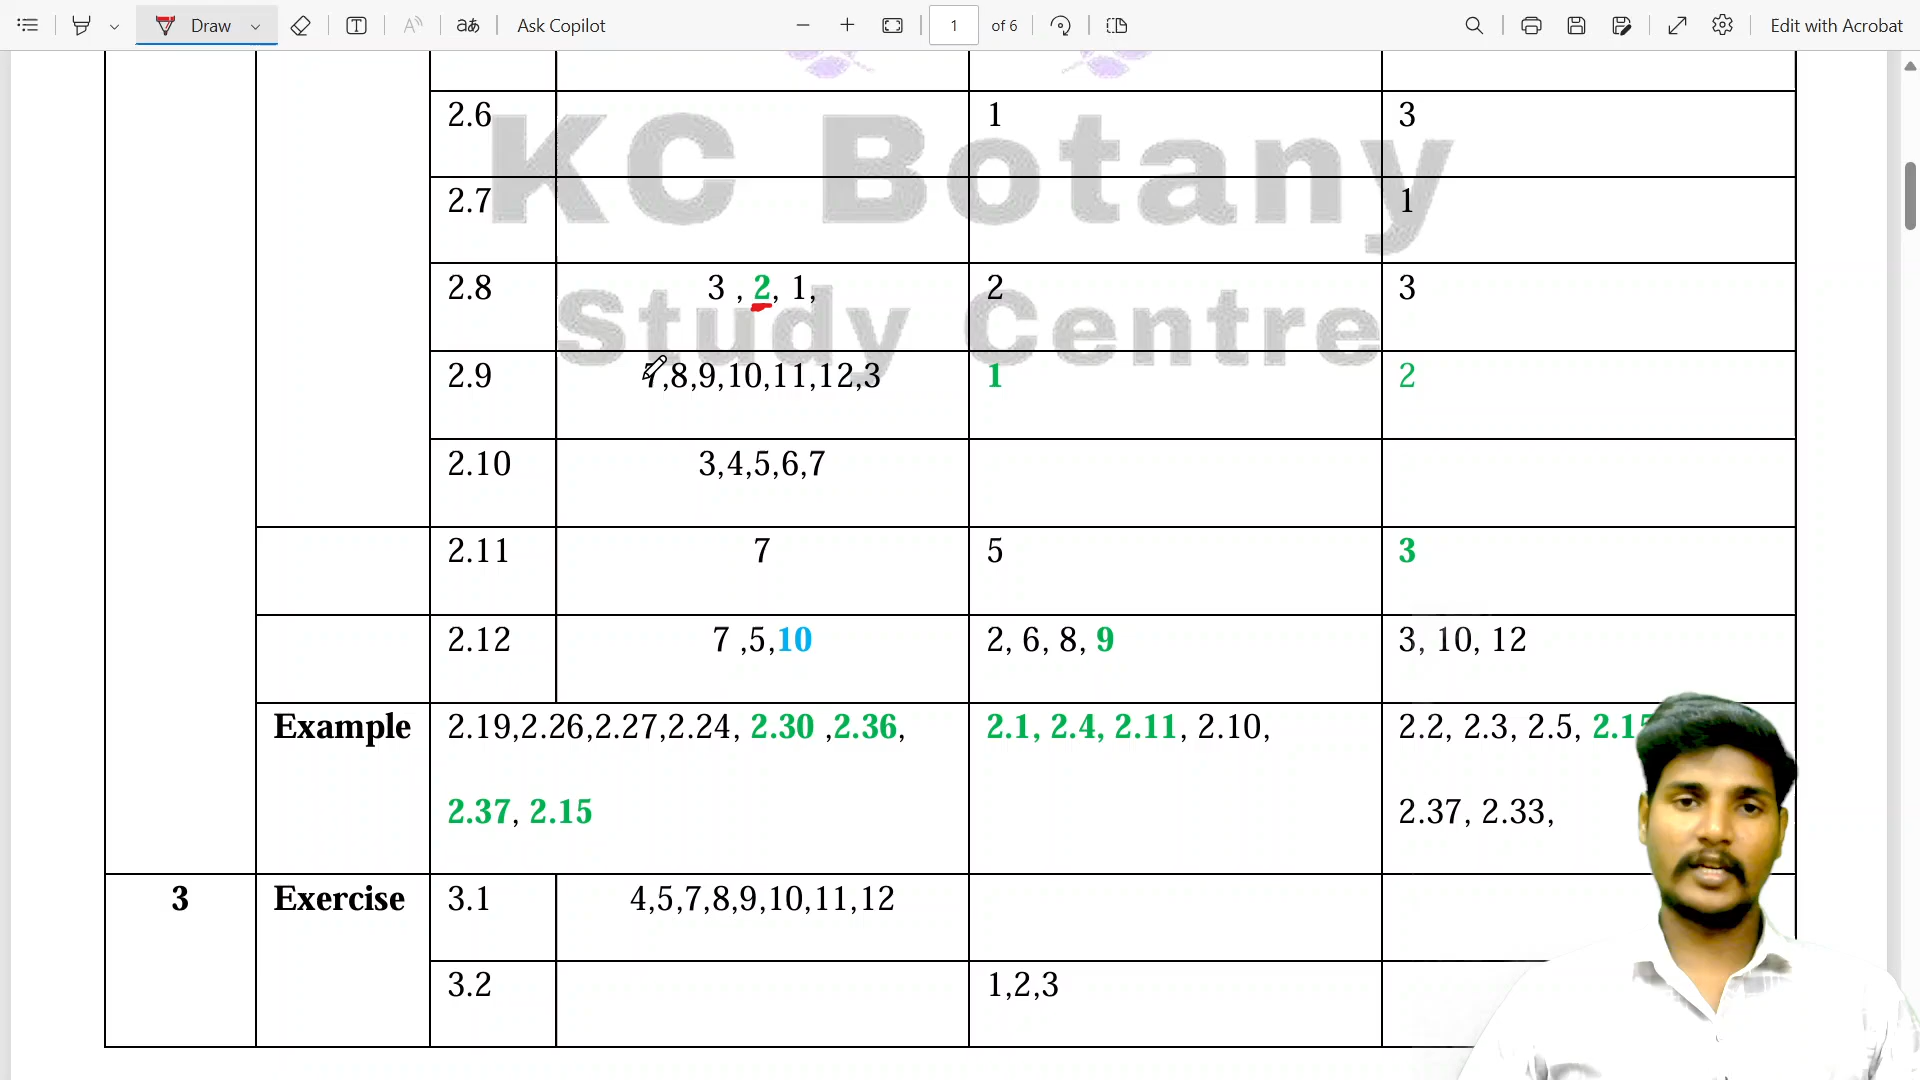 Draw
Ask Copilot
1 of 6
Edit with Acrobat
KC Botany
Study Centre
2.6 1 3
2.7 1
2.8 3 , 2, 1, 2 3
2.9 7,8,9,10,11,12,3 1 2
2.10 3,4,5,6,7
2.11 7 5 3
2.12 7 ,5,10 2, 6, 8, 9 3, 10, 12
Example 2.19,2.26,2.27,2.24, 2.30 ,2.36, 2.1, 2.4, 2.11, 2.10, 2.2, 2.3, 2.5,
2.37, 2.15 2.37, 2.33,
3 Exercise 3.1 4,5,7,8,9,10,11,12
3.2 1,2,3